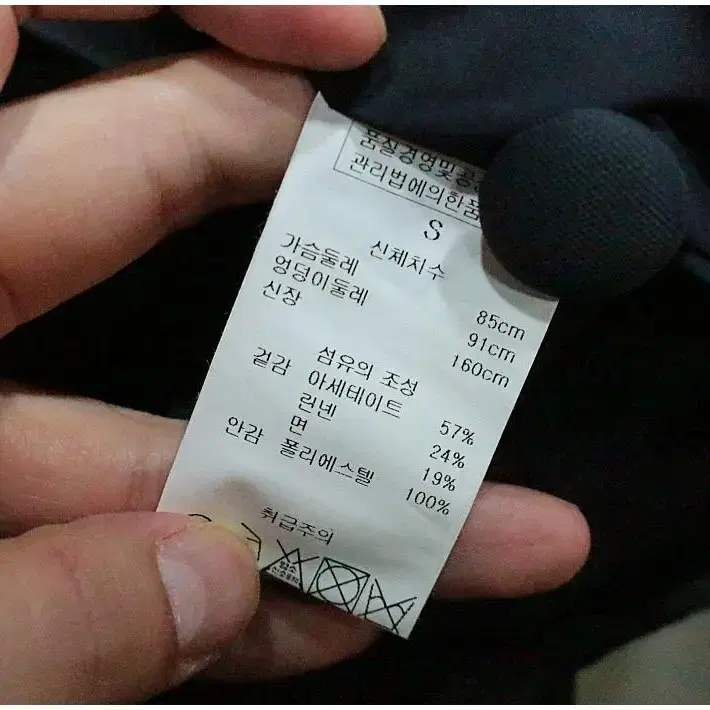 품질경영및공
관리법에의한품
S
신체치수
가슴둘레 85cm
엉덩이둘레 91cm
신장 160cm
섬유의 조성
겉감 아세테이트 57%
린넨 24%
면 19%
안감 폴리에스텔 100%
취급주의
염소